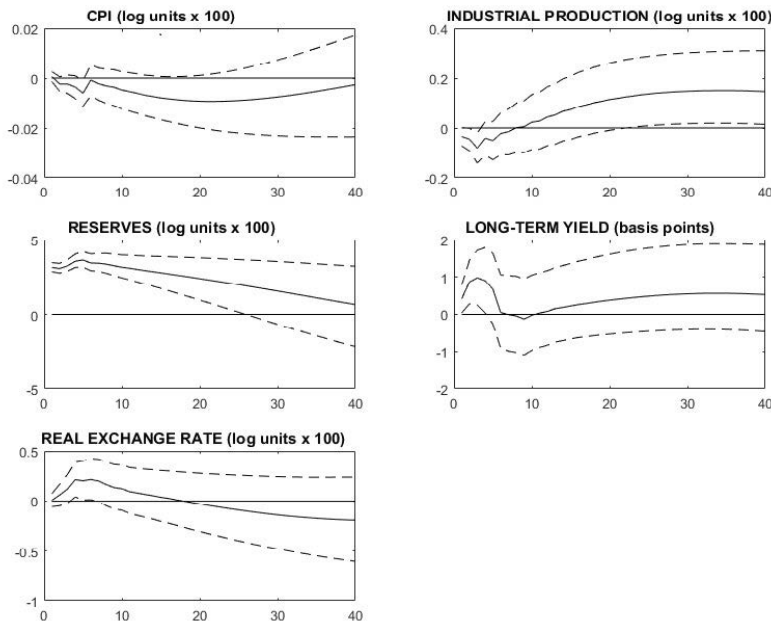 CPI (log units x 100)
0.02
0
-0.02
-0.04
0 10 20 30 40
INDUSTRIAL PRODUCTION (log units x 100)
0.4
0.2
0
-0.2
0 10 20 30 40
RESERVES (log units x 100)
5
0
-5
0 10 20 30 40
LONG-TERM YIELD (basis points)
2
1
0
-1
-2
0 10 20 30 40
REAL EXCHANGE RATE (log units x 100)
0.5
0
-0.5
-1
0 10 20 30 40